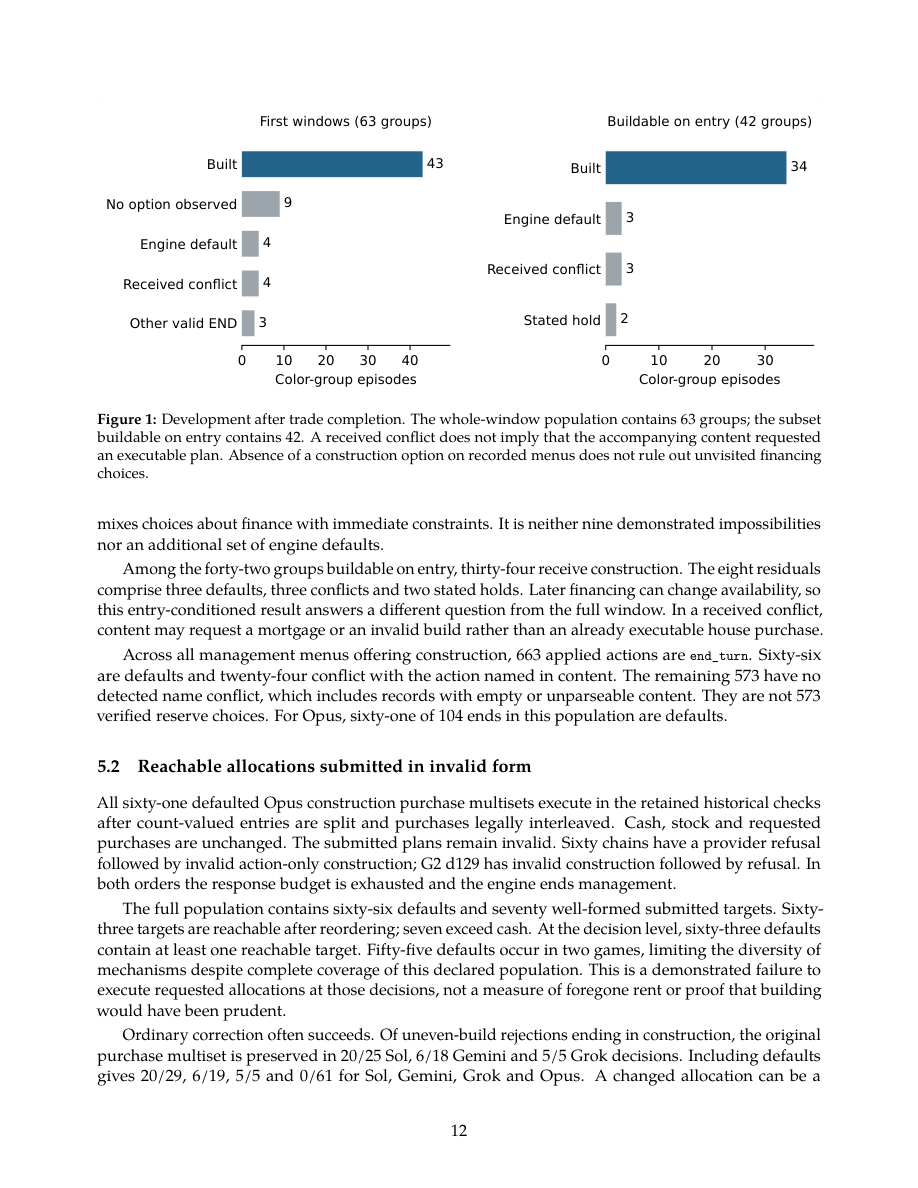 First windows (63 groups)
Built 43
No option observed 9
Engine default 4
Received conflict 4
Other valid END 3
0 10 20 30 40
Color-group episodes
Buildable on entry (42 groups)
Built 34
Engine default 3
Received conflict 3
Stated hold 2
0 10 20 30
Color-group episodes
Figure 1: Development after trade completion. The whole-window population contains 63 groups; the subset
buildable on entry contains 42. A received conflict does not imply that the accompanying content requested
an executable plan. Absence of a construction option on recorded menus does not rule out unvisited financing
choices.
mixes choices about finance with immediate constraints. It is neither nine demonstrated impossibilities
nor an additional set of engine defaults.
Among the forty-two groups buildable on entry, thirty-four receive construction. The eight residuals
comprise three defaults, three conflicts and two stated holds. Later financing can change availability, so
this entry-conditioned result answers a different question from the full window. In a received conflict,
content may request a mortgage or an invalid build rather than an already executable house purchase.
Across all management menus offering construction, 663 applied actions are end_turn. Sixty-six
are defaults and twenty-four conflict with the action named in content. The remaining 573 have no
detected name conflict, which includes records with empty or unparseable content. They are not 573
verified reserve choices. For Opus, sixty-one of 104 ends in this population are defaults.
5.2 Reachable allocations submitted in invalid form
All sixty-one defaulted Opus construction purchase multisets execute in the retained historical checks
after count-valued entries are split and purchases legally interleaved. Cash, stock and requested
purchases are unchanged. The submitted plans remain invalid. Sixty chains have a provider refusal
followed by invalid action-only construction; G2 d129 has invalid construction followed by refusal. In
both orders the response budget is exhausted and the engine ends management.
The full population contains sixty-six defaults and seventy well-formed submitted targets. Sixty-
three targets are reachable after reordering; seven exceed cash. At the decision level, sixty-three defaults
contain at least one reachable target. Fifty-five defaults occur in two games, limiting the diversity of
mechanisms despite complete coverage of this declared population. This is a demonstrated failure to
execute requested allocations at those decisions, not a measure of foregone rent or proof that building
would have been prudent.
Ordinary correction often succeeds. Of uneven-build rejections ending in construction, the original
purchase multiset is preserved in 20/25 Sol, 6/18 Gemini and 5/5 Grok decisions. Including defaults
gives 20/29, 6/19, 5/5 and 0/61 for Sol, Gemini, Grok and Opus. A changed allocation can be a
12